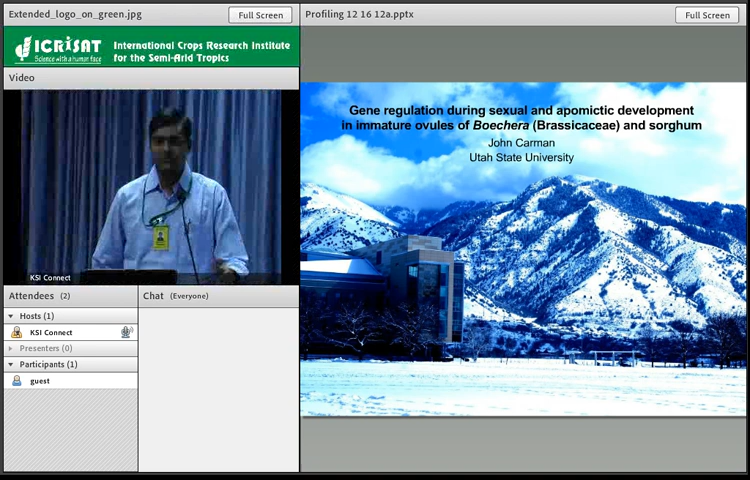 Extended_logo_on_green.jpg
Full Screen
ICRISAT
Science with a human face
International Crops Research Institute
for the Semi-Arid Tropics
Video
KSI Connect
Attendees (2)
Hosts (1)
KSI Connect
Presenters (0)
Participants (1)
guest
Chat (Everyone)
Profiling 12 16 12a.pptx
Full Screen
Gene regulation during sexual and apomictic development
in immature ovules of Boechera (Brassicaceae) and sorghum
John Carman
Utah State University